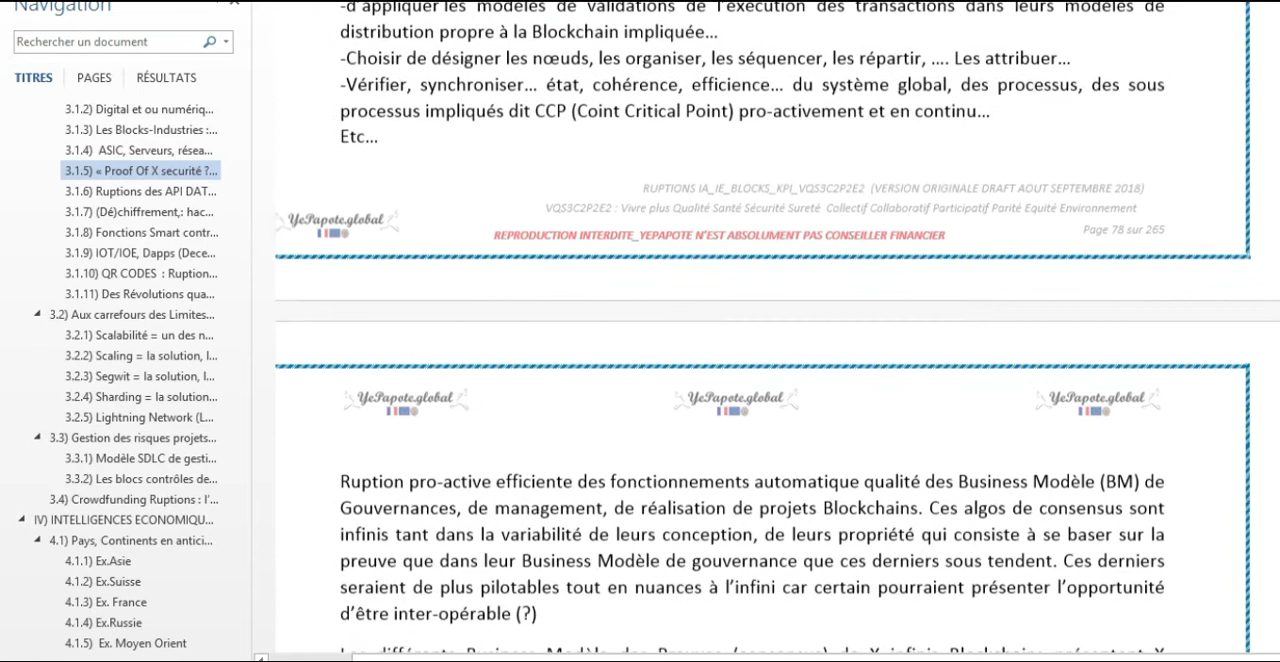 Navigation
Rechercher un document
TITRES PAGES RÉSULTATS
3.1.2) Digital et ou numériq...
3.1.3) Les Blocks-Industries :...
3.1.4) ASIC, Serveurs, résea...
3.1.5) « Proof Of X securité ?...
3.1.6) Ruptions des API DAT...
3.1.7) (Dé)chiffrement,: hac...
3.1.8) Fonctions Smart contr...
3.1.9) IOT/IOE, Dapps (Dece...
3.1.10) QR CODES : Ruption...
3.1.11) Des Révolutions qua...
3.2) Aux carrefours des Limites...
3.2.1) Scalabilité = un des n...
3.2.2) Scaling = la solution, l...
3.2.3) Segwit = la solution, l...
3.2.4) Sharding = la solution...
3.2.5) Lightning Network (L...
3.3) Gestion des risques projets...
3.3.1) Modèle SDLC de gesti...
3.3.2) Les blocs contrôles de...
3.4) Crowdfunding Ruptions : l'...
IV) INTELLIGENCES ECONOMIQU...
4.1) Pays, Continents en antici...
4.1.1) Ex.Asie
4.1.2) Ex.Suisse
4.1.3) Ex. France
4.1.4) Ex.Russie
4.1.5) Ex. Moyen Orient
-d'appliquer les modèles de validations de l'exécution des transactions dans leurs modèles de
distribution propre à la Blockchain impliquée...
-Choisir de désigner les nœuds, les organiser, les séquencer, les répartir, .... Les attribuer...
-Vérifier, synchroniser... état, cohérence, efficience... du système global, des processus, des sous
processus impliqués dit CCP (Coint Critical Point) pro-activement et en continu...
Etc...
RUPTIONS IA_IE_BLOCKS_KPI_VQS3C2P2E2 (VERSION ORIGINALE DRAFT AOUT SEPTEMBRE 2018)
VQS3C2P2E2 : Vivre plus Qualité Santé Sécurité Sureté Collectif Collaboratif Participatif Parité Equité Environnement
YePapote.global
REPRODUCTION INTERDITE_YEPAPOTE N'EST ABSOLUMENT PAS CONSEILLER FINANCIER
Page 78 sur 265
YePapote.global YePapote.global YePapote.global
Ruption pro-active efficiente des fonctionnements automatique qualité des Business Modèle (BM) de
Gouvernances, de management, de réalisation de projets Blockchains. Ces algos de consensus sont
infinis tant dans la variabilité de leurs conception, de leurs propriété qui consiste à se baser sur la
preuve que dans leur Business Modèle de gouvernance que ces derniers sous tendent. Ces derniers
seraient de plus pilotables tout en nuances à l'infini car certain pourraient présenter l'opportunité
d'être inter-opérable (?)